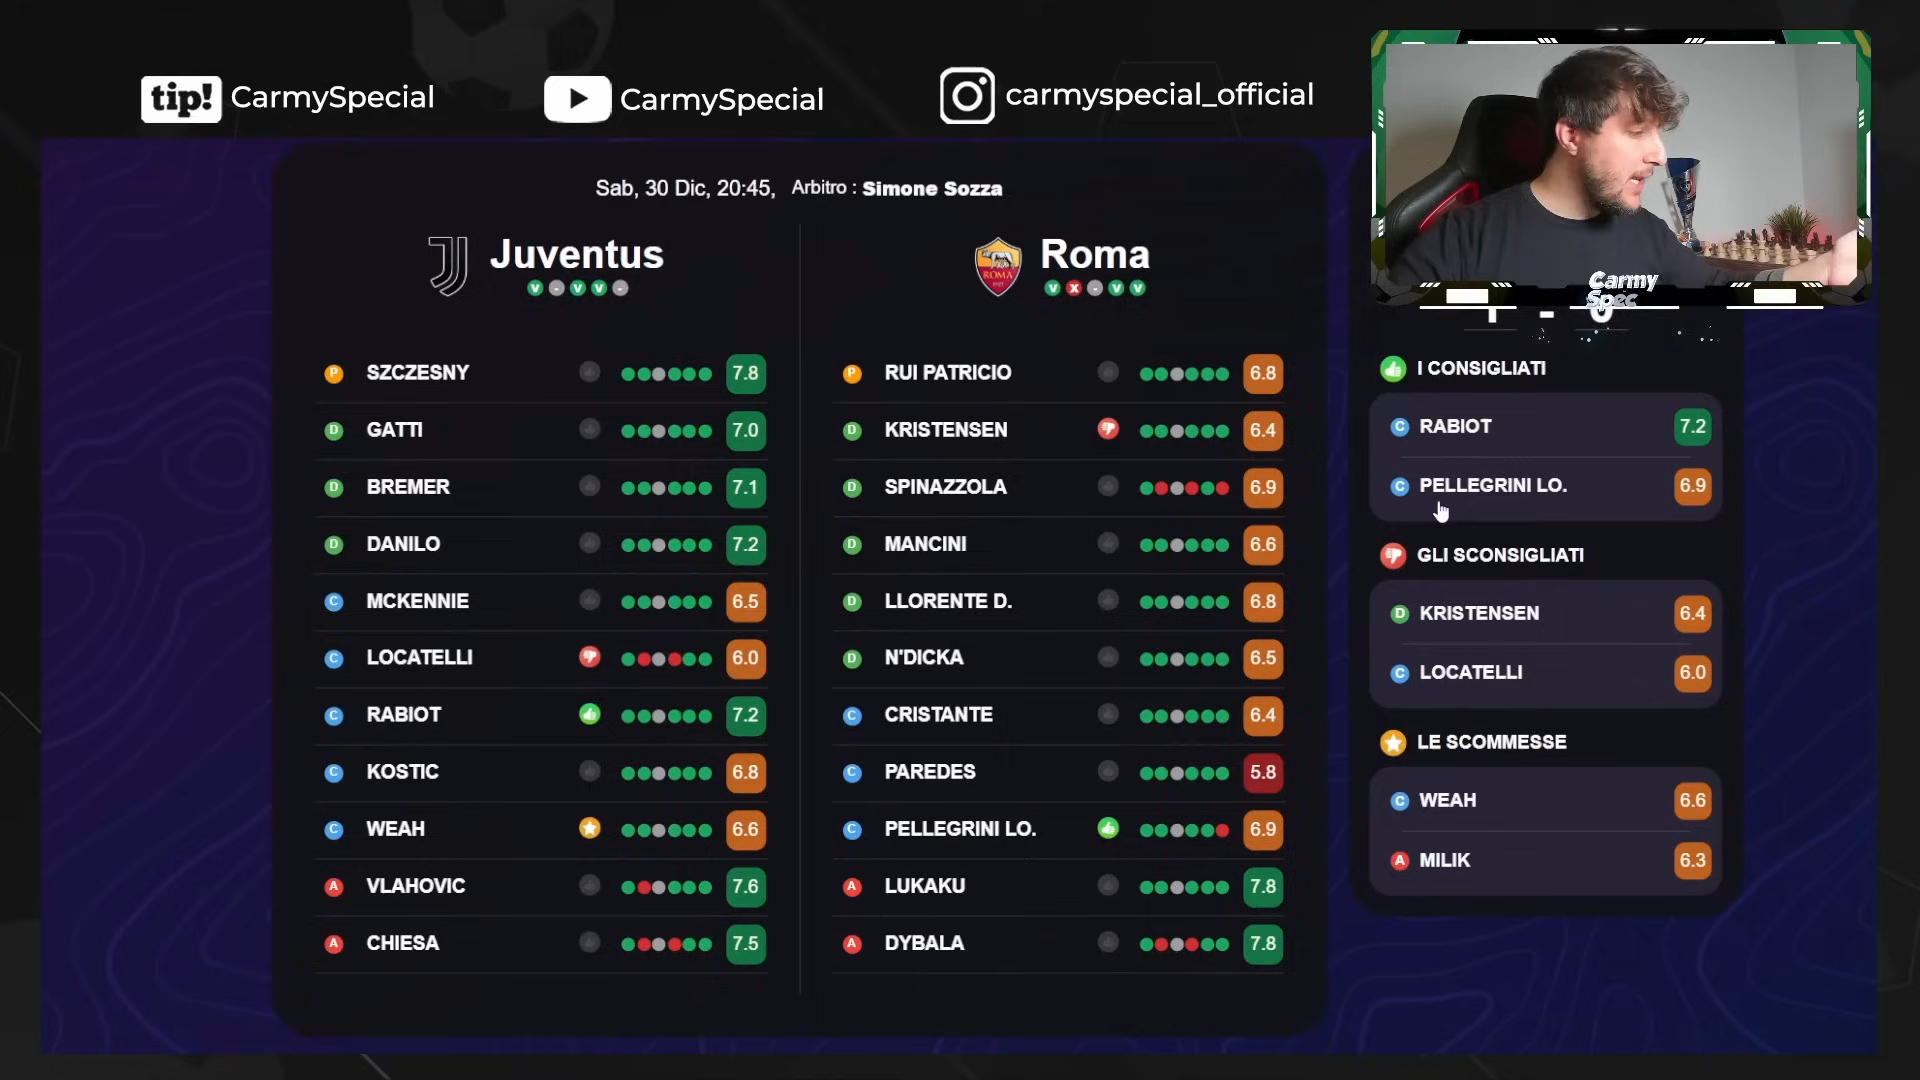 tip! CarmySpecial
CarmySpecial
carmyspecial_official
Sab, 30 Dic, 20:45, Arbitro : Simone Sozza
Juventus
V - V V -
Roma
ROMA
V X - V V
P SZCZESNY 7.8
D GATTI 7.0
D BREMER 7.1
D DANILO 7.2
C MCKENNIE 6.5
C LOCATELLI 6.0
C RABIOT 7.2
C KOSTIC 6.8
C WEAH 6.6
A VLAHOVIC 7.6
A CHIESA 7.5
P RUI PATRICIO 6.8
D KRISTENSEN 6.4
D SPINAZZOLA 6.9
D MANCINI 6.6
D LLORENTE D. 6.8
D N'DICKA 6.5
C CRISTANTE 6.4
C PAREDES 5.8
C PELLEGRINI LO. 6.9
A LUKAKU 7.8
A DYBALA 7.8
Carmy
Spec
I CONSIGLIATI
C RABIOT 7.2
C PELLEGRINI LO. 6.9
GLI SCONSIGLIATI
D KRISTENSEN 6.4
C LOCATELLI 6.0
LE SCOMMESSE
C WEAH 6.6
A MILIK 6.3